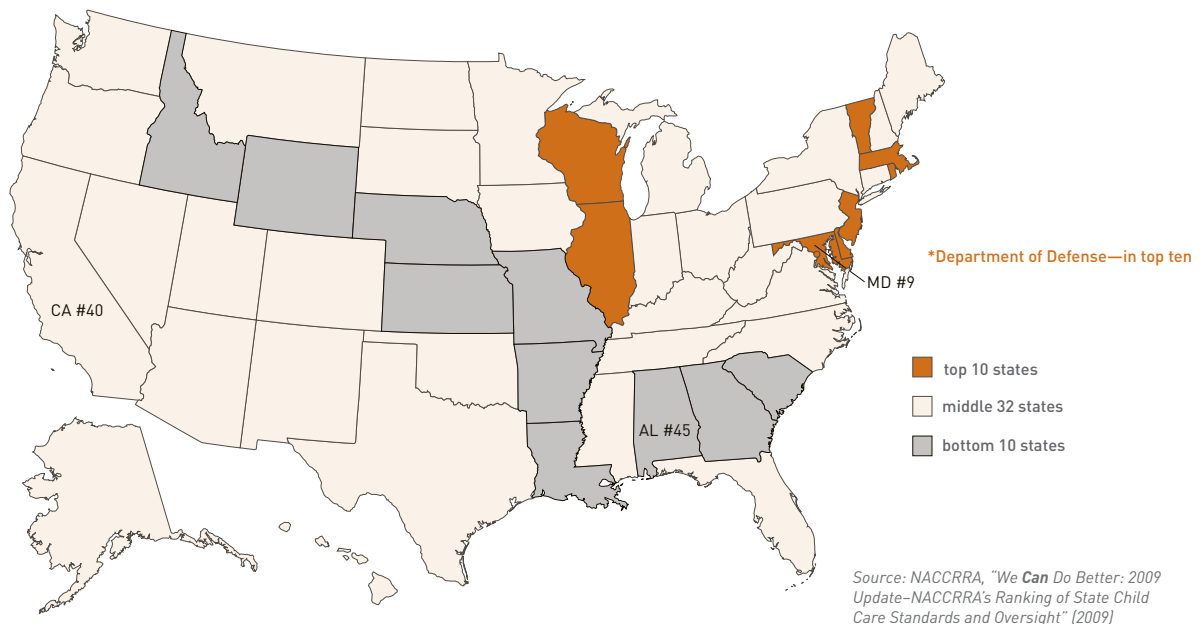 *Department of Defense—in top ten
MD #9
CA #40
top 10 states
middle 32 states
AL #45
bottom 10 states
Source: NACCRRA, “We Can Do Better: 2009
Update–NACCRRA’s Ranking of State Child
Care Standards and Oversight” (2009)